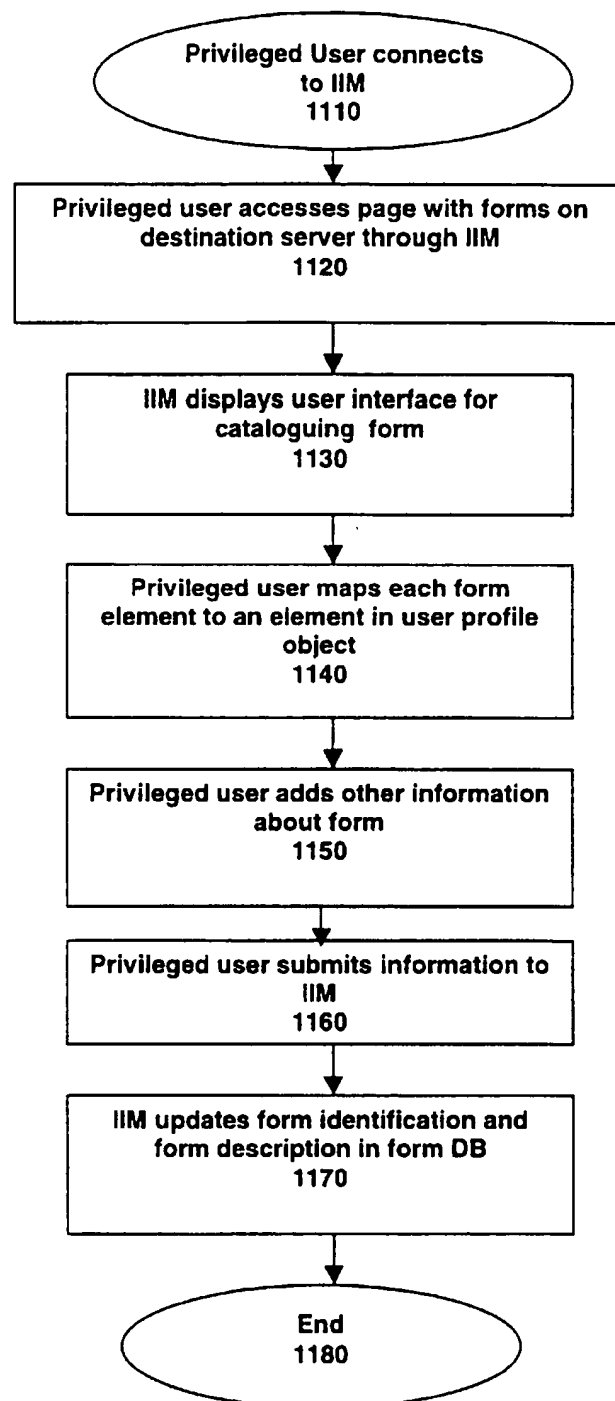 Privileged User connects
to IIM
1110
Privileged user accesses page with forms on
destination server through IIM
1120
IIM displays user interface for
cataloguing form
1130
Privileged user maps each form
element to an element in user profile
object
1140
Privileged user adds other information
about form
1150
Privileged user submits information to
IIM
1160
IIM updates form identification and
form description in form DB
1170
End
1180